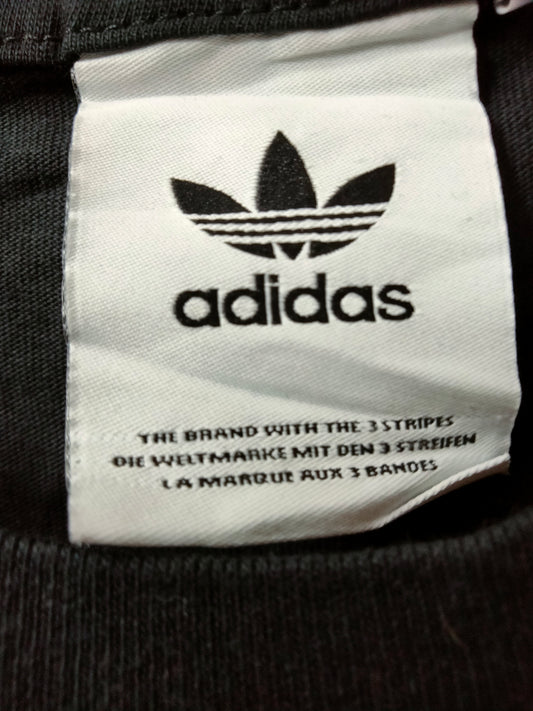 adidas
THE BRAND WITH THE 3 STRIPES
DIE WELTMARKE MIT DEN 3 STREIFEN
LA MARQUE AUX 3 BANDES